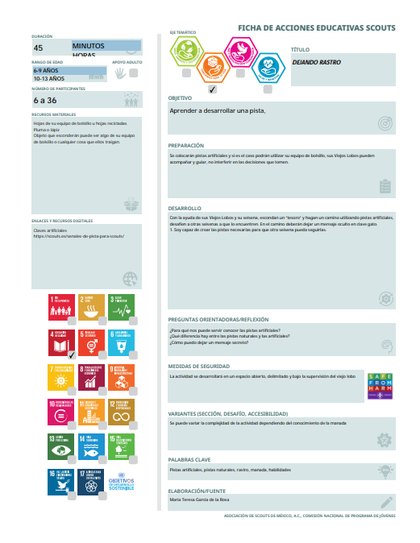 FICHA DE ACCIONES EDUCATIVAS SCOUTS
DURACIÓN
45
MINUTOS
HORAS
RANGO DE EDAD
APOYO ADULTO
6-9 AÑOS
10-13 AÑOS
NÚMERO DE PARTICIPANTES
6 a 36
RECURSOS MATERIALES
Hojas de su equipo de bolsillo u hojas recicladas
Pluma o lápiz
Objeto que esconderán puede ser algo de su equipo
de bolsillo o cualquier cosa que ellos traigan.
ENLACES Y RECURSOS DIGITALES
Claves artificiales
EJE TEMÁTICO
TÍTULO
DEJANDO RASTRO
OBJETIVO
Aprender a desarrollar una pista,
PREPARACIÓN
Se colocarán pistas artificiales y si es el caso podrán utilizar su equipo de bolsillo, sus Viejos Lobos pueden
acompañar y guiar, no interferir en las decisiones que tomen.
DESARROLLO
Con la ayuda de sus Viejos Lobos y su seisena, escondan un "tesoro" y hagan un camino utilizando pistas artificiales,
desafíen a otras seisenas a que lo encuentren. En el camino deberán dejar un mensaje oculto en clave gato
1. Soy capaz de crear las pistas necesarias para que otra seisena pueda seguirlas.
PREGUNTAS ORIENTADORAS/REFLEXIÓN
¿Para que nos puede servir conocer las pistas artificiales?
¿Qué diferencia hay entre las pistas naturales y las artificiales?
¿Cómo puedo dejar un mensaje secreto?
MEDIDAS DE SEGURIDAD
La actividad se desarrollará en un espacio abierto, delimitado y bajo la supervisión del viejo lobo
SAFE
FROM
HARM
VARIANTES (SECCIÓN, DESAFÍO, ACCESIBILIDAD)
Se puede variar la complejidad de la actividad dependiendo del conocimiento de la manada
PALABRAS CLAVE
Pistas artificiales, pistas naturales, rastro, manada, habilidades
ELABORACIÓN/FUENTE
Maria Teresa Garcia de la Rosa
OBJETIVOS
DE DESARROLLO
SOSTENIBLE
ASOCIACIÓN DE SCOUTS DE MÉXICO, A.C., COMISIÓN NACIONAL DE PROGRAMA DE JÓVENES